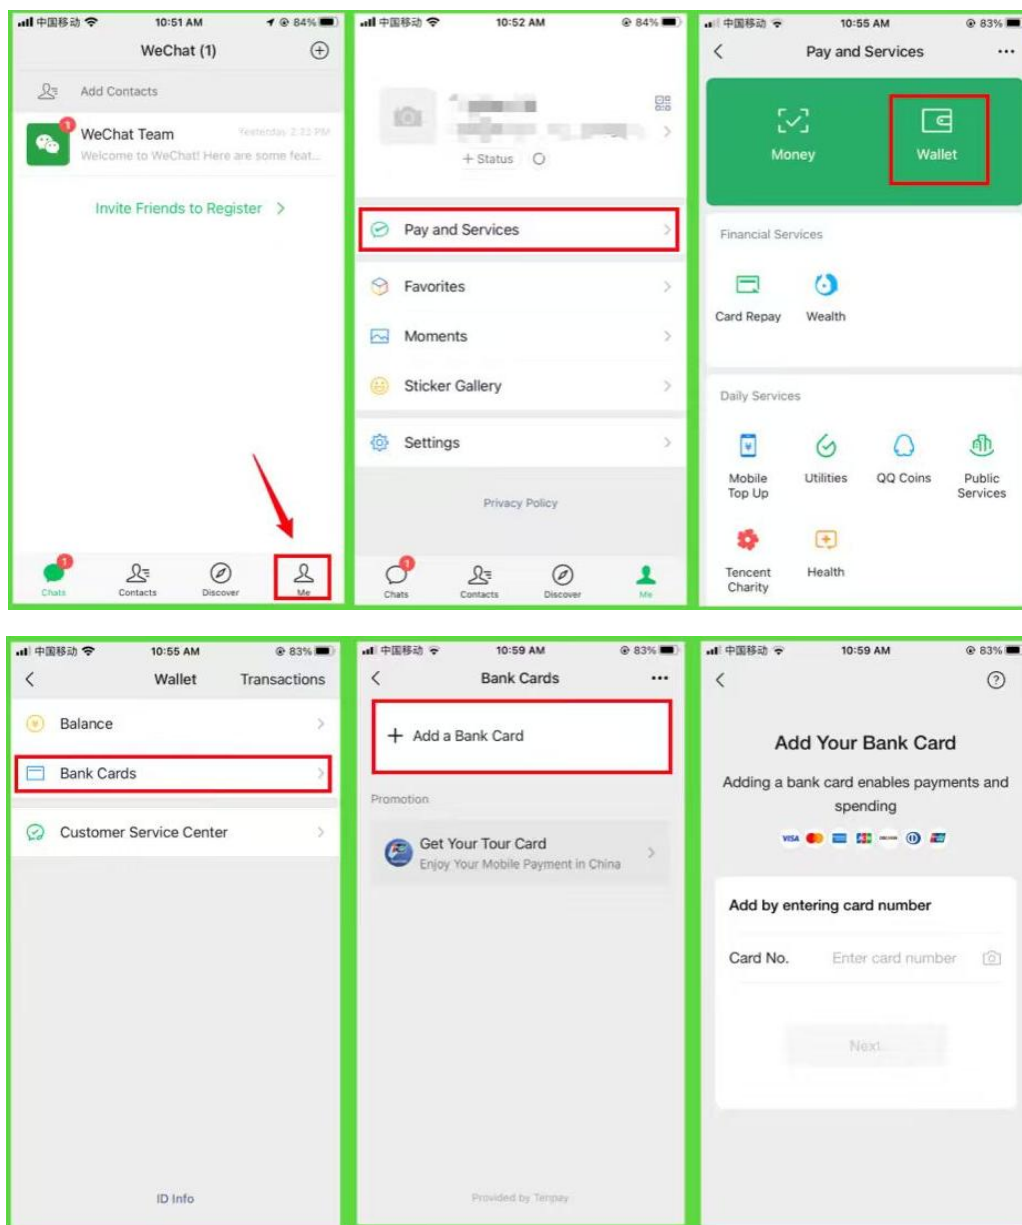 中国移动 10:51 AM 84%
WeChat (1)
Add Contacts
1
WeChat Team Yesterday 2:33 PM
Welcome to WeChat! Here are some feat...
Invite Friends to Register >
1
Chats Contacts Discover Me
中国移动 10:52 AM 84%
+ Status
Pay and Services
Favorites
Moments
Sticker Gallery
Settings
Privacy Policy
1
Chats Contacts Discover Me
中国移动 10:55 AM 83%
Pay and Services
Money Wallet
Financial Services
Card Repay Wealth
Daily Services
Mobile Top Up
Utilities
QQ Coins
Public Services
Tencent Charity
Health
中国移动 10:55 AM 83%
Wallet Transactions
Balance
Bank Cards
Customer Service Center
ID Info
中国移动 10:59 AM 83%
Bank Cards
+ Add a Bank Card
Promotion
Get Your Tour Card
Enjoy Your Mobile Payment in China
Provided by Tenpay
中国移动 10:59 AM 83%
Add Your Bank Card
Adding a bank card enables payments and
spending
VISA
Add by entering card number
Card No. Enter card number
Next